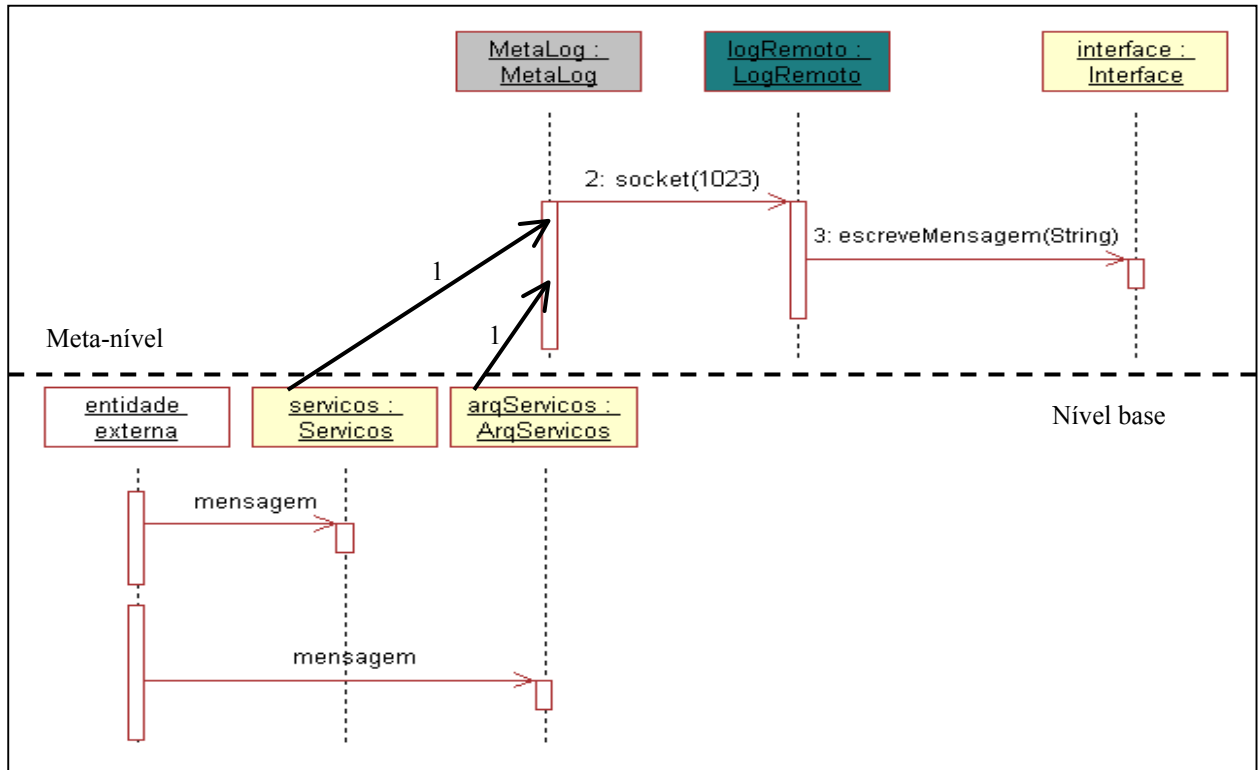 MetaLog :
MetaLog
logRemoto :
LogRemoto
interface :
Interface
2: socket(1023)
3: escreveMensagem(String)
1
1
Meta-nível
entidade
externa
servicos :
Servicos
arqServicos :
ArqServicos
Nível base
mensagem
mensagem